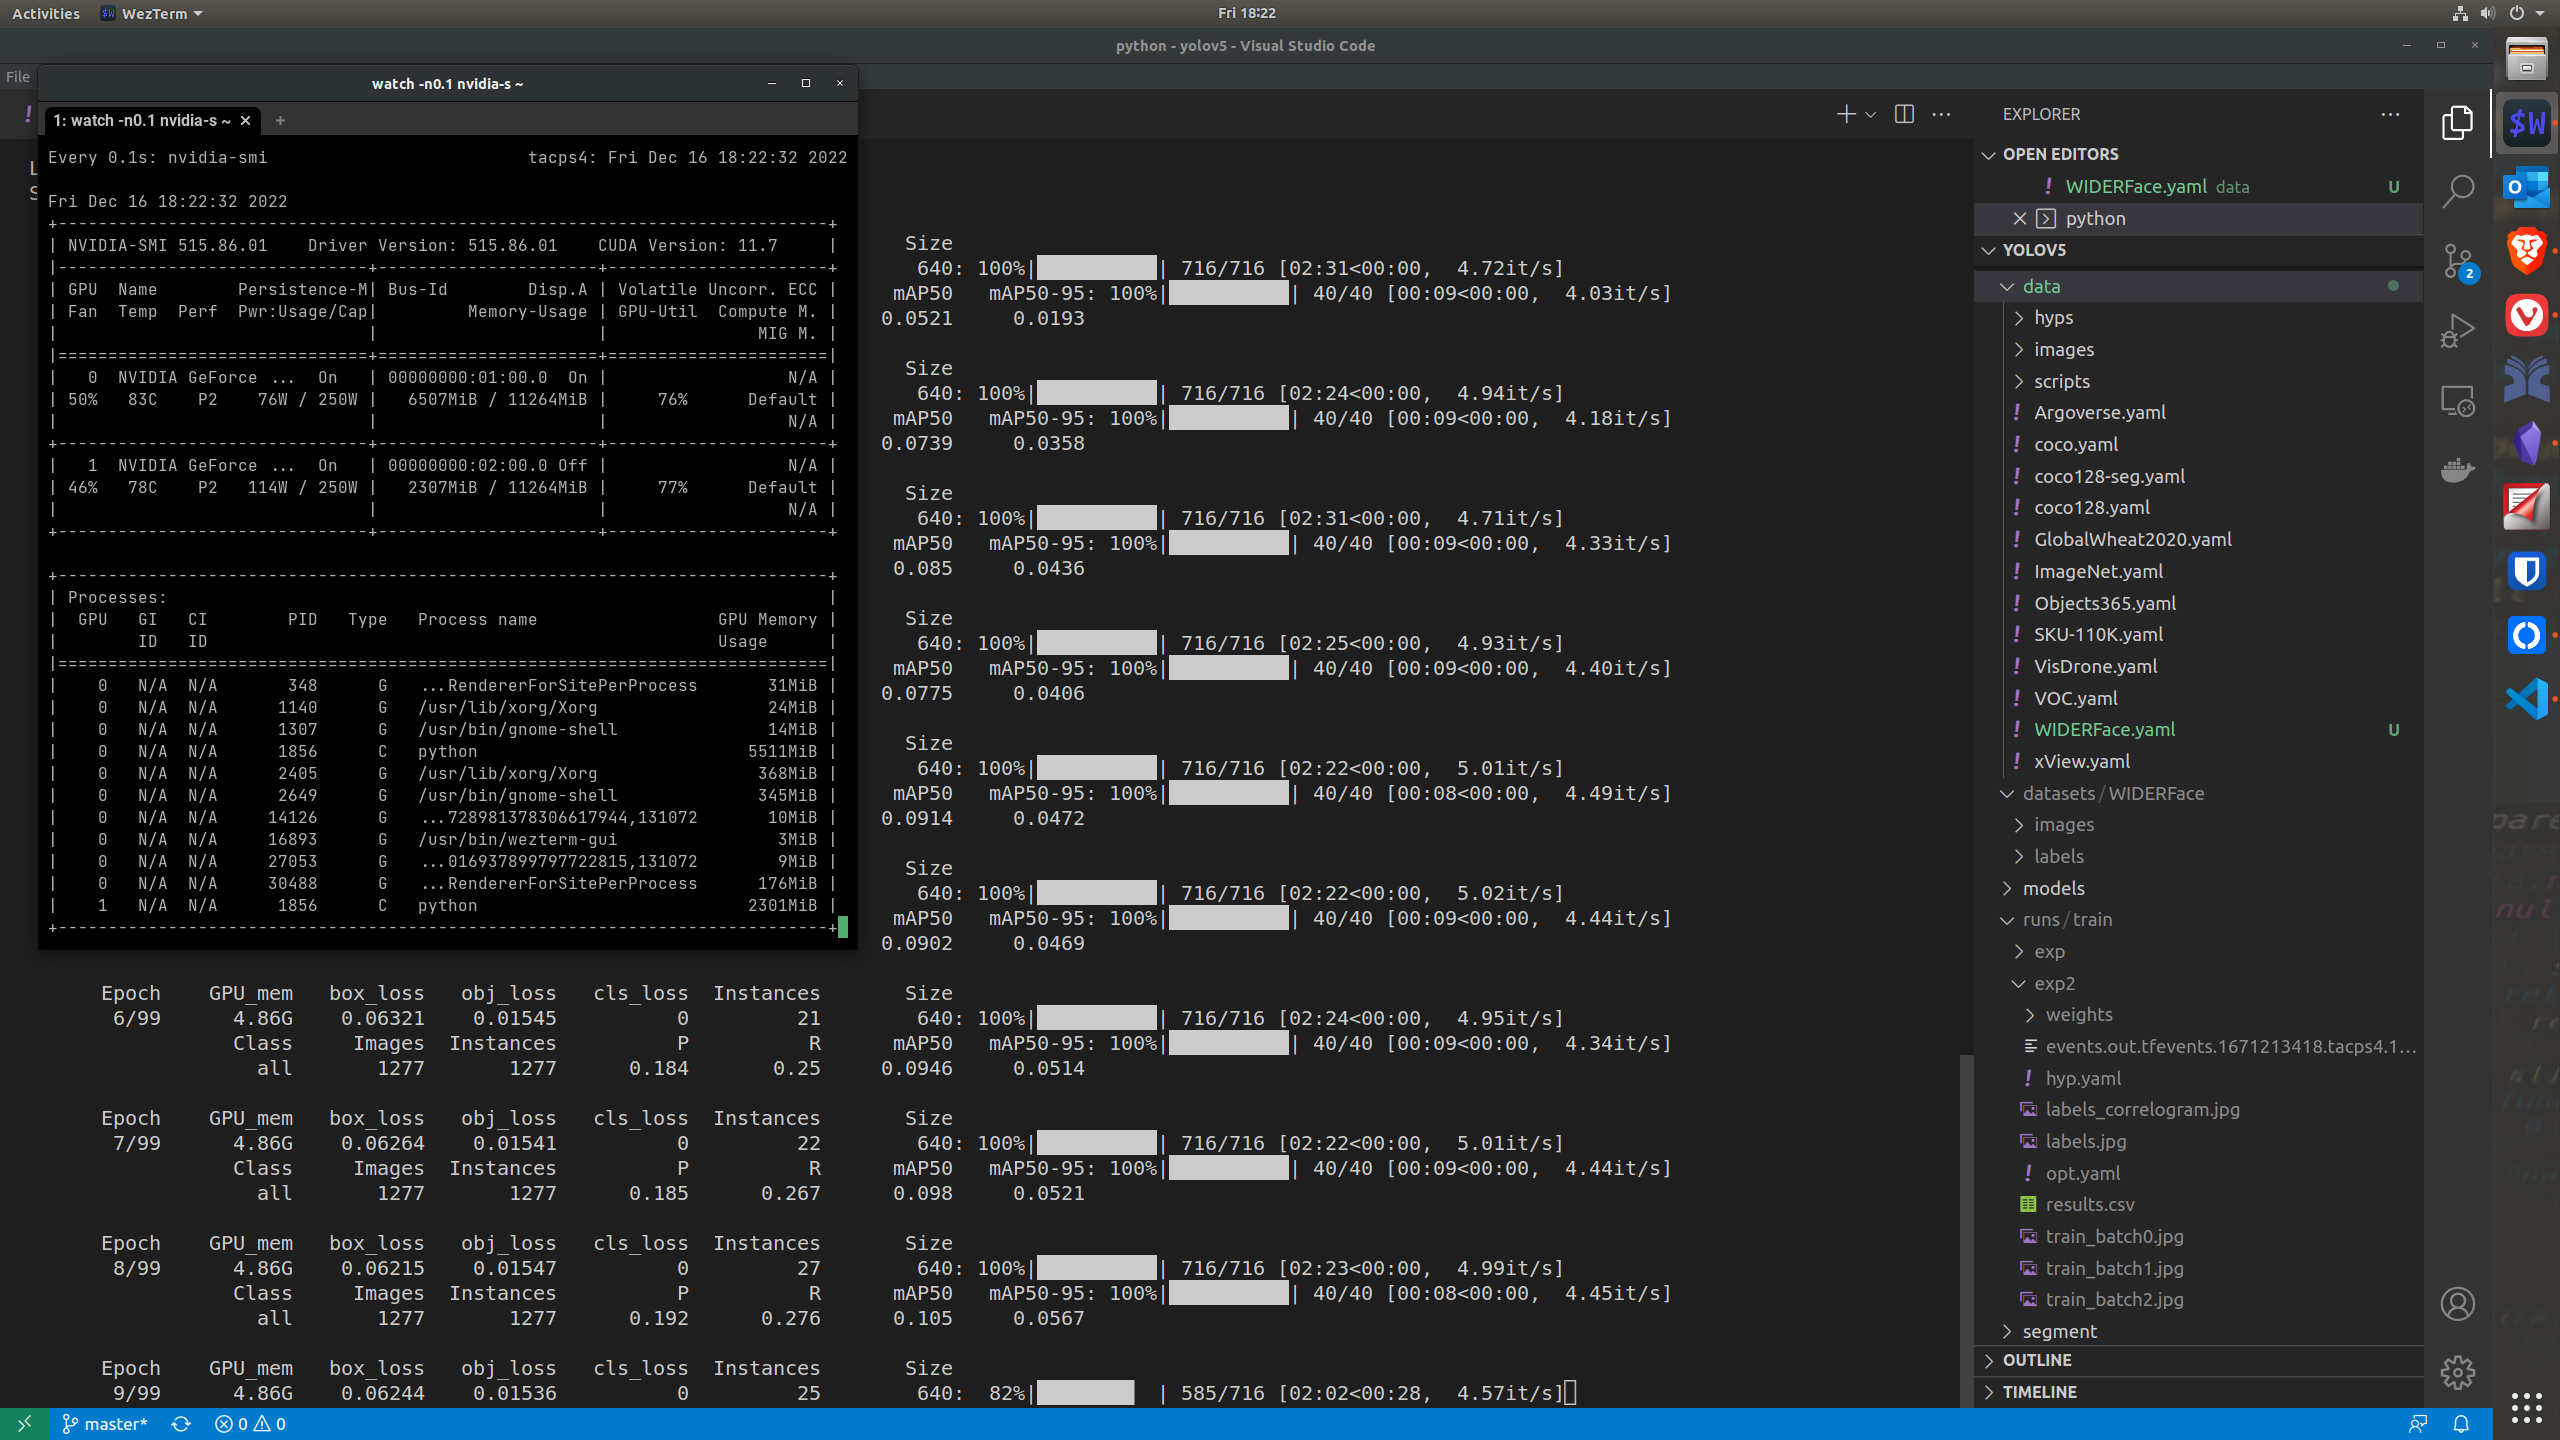 Activities
WezTerm
Fri 18:22
python - yolov5 - Visual Studio Code
File
watch -n0.1 nvidia-s ~
1: watch -n0.1 nvidia-s ~
Every 0.1s: nvidia-smi tacps4: Fri Dec 16 18:22:32 2022
Fri Dec 16 18:22:32 2022
+-----------------------------------------------------------------------------+
| NVIDIA-SMI 515.86.01    Driver Version: 515.86.01    CUDA Version: 11.7     |
|-------------------------------+----------------------+----------------------+
| GPU  Name        Persistence-M| Bus-Id        Disp.A | Volatile Uncorr. ECC |
| Fan  Temp  Perf  Pwr:Usage/Cap|         Memory-Usage | GPU-Util  Compute M. |
|                               |                      |               MIG M. |
|===============================+======================+======================|
|   0  NVIDIA GeForce ...  On   | 00000000:01:00.0  On |                  N/A |
| 50%   83C    P2    76W / 250W |   6507MiB / 11264MiB |     76%      Default |
|                               |                      |                  N/A |
+-------------------------------+----------------------+----------------------+
|   1  NVIDIA GeForce ...  On   | 00000000:02:00.0 Off |                  N/A |
| 46%   78C    P2   114W / 250W |   2307MiB / 11264MiB |     77%      Default |
|                               |                      |                  N/A |
+-------------------------------+----------------------+----------------------+
+-----------------------------------------------------------------------------+
| Processes:                                                                  |
|  GPU   GI   CI        PID   Type   Process name                  GPU Memory |
|        ID   ID                                                   Usage      |
|=============================================================================|
|    0   N/A  N/A       348      G   ...RendererForSitePerProcess       31MiB |
|    0   N/A  N/A      1140      G   /usr/lib/xorg/Xorg                 24MiB |
|    0   N/A  N/A      1307      G   /usr/bin/gnome-shell               14MiB |
|    0   N/A  N/A      1856      C   python                           5511MiB |
|    0   N/A  N/A      2405      G   /usr/lib/xorg/Xorg                368MiB |
|    0   N/A  N/A      2649      G   /usr/bin/gnome-shell              345MiB |
|    0   N/A  N/A     14126      G   ...728981378306617944,131072       10MiB |
|    0   N/A  N/A     16893      G   /usr/bin/wezterm-gui                3MiB |
|    0   N/A  N/A     27053      G   ...016937899797722815,131072        9MiB |
|    0   N/A  N/A     30488      G   ...RendererForSitePerProcess      176MiB |
|    1   N/A  N/A      1856      C   python                           2301MiB |
+-----------------------------------------------------------------------------+
Size
640: 100%| | 716/716 [02:31<00:00, 4.72it/s]
mAP50 mAP50-95: 100%| | 40/40 [00:09<00:00, 4.03it/s]
0.0521 0.0193
Size
640: 100%| | 716/716 [02:24<00:00, 4.94it/s]
mAP50 mAP50-95: 100%| | 40/40 [00:09<00:00, 4.18it/s]
0.0739 0.0358
Size
640: 100%| | 716/716 [02:31<00:00, 4.71it/s]
mAP50 mAP50-95: 100%| | 40/40 [00:09<00:00, 4.33it/s]
0.085 0.0436
Size
640: 100%| | 716/716 [02:25<00:00, 4.93it/s]
mAP50 mAP50-95: 100%| | 40/40 [00:09<00:00, 4.40it/s]
0.0775 0.0406
Size
640: 100%| | 716/716 [02:22<00:00, 5.01it/s]
mAP50 mAP50-95: 100%| | 40/40 [00:08<00:00, 4.49it/s]
0.0914 0.0472
Size
640: 100%| | 716/716 [02:22<00:00, 5.02it/s]
mAP50 mAP50-95: 100%| | 40/40 [00:09<00:00, 4.44it/s]
0.0902 0.0469
Epoch GPU_mem box_loss obj_loss cls_loss Instances Size
6/99 4.86G 0.06321 0.01545 0 21 640: 100%| | 716/716 [02:24<00:00, 4.95it/s]
Class Images Instances P R mAP50 mAP50-95: 100%| | 40/40 [00:09<00:00, 4.34it/s]
all 1277 1277 0.184 0.25 0.0946 0.0514
Epoch GPU_mem box_loss obj_loss cls_loss Instances Size
7/99 4.86G 0.06264 0.01541 0 22 640: 100%| | 716/716 [02:22<00:00, 5.01it/s]
Class Images Instances P R mAP50 mAP50-95: 100%| | 40/40 [00:09<00:00, 4.44it/s]
all 1277 1277 0.185 0.267 0.098 0.0521
Epoch GPU_mem box_loss obj_loss cls_loss Instances Size
8/99 4.86G 0.06215 0.01547 0 27 640: 100%| | 716/716 [02:23<00:00, 4.99it/s]
Class Images Instances P R mAP50 mAP50-95: 100%| | 40/40 [00:08<00:00, 4.45it/s]
all 1277 1277 0.192 0.276 0.105 0.0567
Epoch GPU_mem box_loss obj_loss cls_loss Instances Size
9/99 4.86G 0.06244 0.01536 0 25 640: 82%| | 585/716 [02:02<00:28, 4.57it/s]
EXPLORER
OPEN EDITORS
! WIDERFace.yaml data U
python
YOLOV5
data
hyps
images
scripts
! Argoverse.yaml
! coco.yaml
! coco128-seg.yaml
! coco128.yaml
! GlobalWheat2020.yaml
! ImageNet.yaml
! Objects365.yaml
! SKU-110K.yaml
! VisDrone.yaml
! VOC.yaml
! WIDERFace.yaml U
! xView.yaml
datasets/WIDERFace
images
labels
models
runs/train
exp
exp2
weights
events.out.tfevents.1671213418.tacps4.1...
! hyp.yaml
labels_correlogram.jpg
labels.jpg
! opt.yaml
results.csv
train_batch0.jpg
train_batch1.jpg
train_batch2.jpg
segment
OUTLINE
TIMELINE
2
$W
master* 0 0